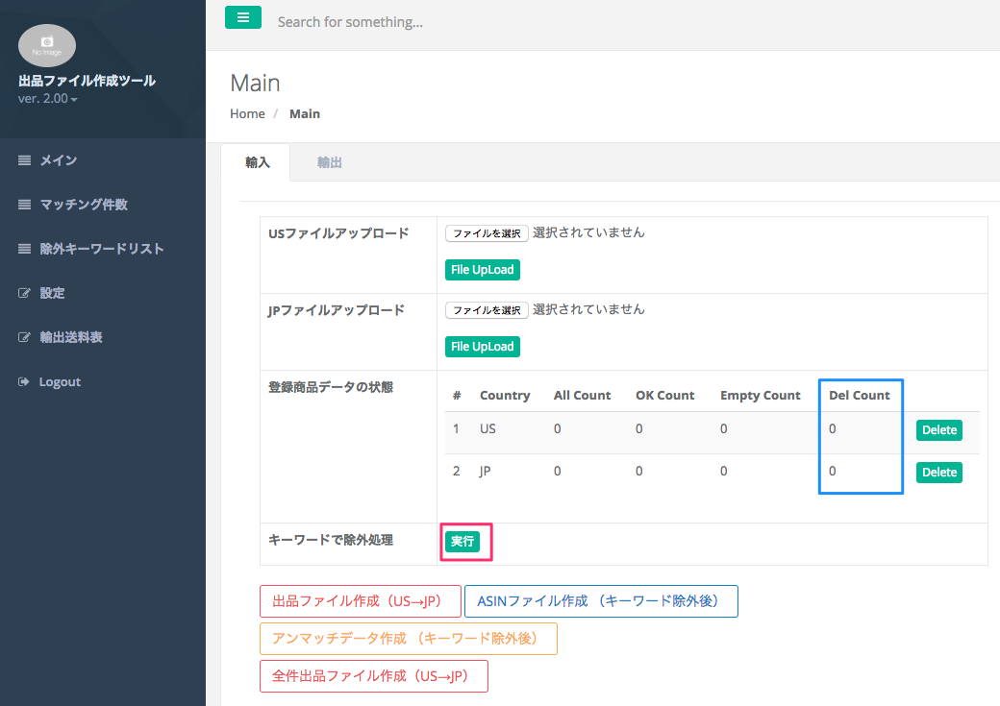 No Image
出品ファイル作成ツール
ver. 2.00
メイン
マッチング件数
除外キーワードリスト
設定
輸出送料表
Logout
Search for something...
Main
Home / Main
輸入 輸出
USファイルアップロード ファイルを選択 選択されていません
File UpLoad
JPファイルアップロード ファイルを選択 選択されていません
File UpLoad
登録商品データの状態
# Country All Count OK Count Empty Count Del Count
1 US 0 0 0 0 Delete
2 JP 0 0 0 0 Delete
キーワードで除外処理 実行
出品ファイル作成（US→JP） ASINファイル作成 （キーワード除外後）
アンマッチデータ作成 （キーワード除外後）
全件出品ファイル作成（US→JP）